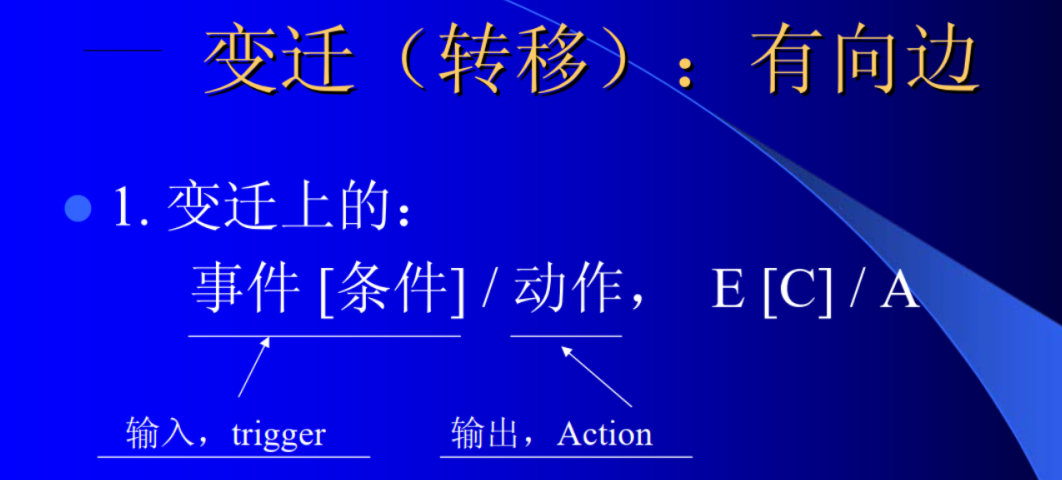 变迁（转移）：有向边
1. 变迁上的：
事件 [条件] / 动作， E [C] / A
输入，trigger
输出，Action